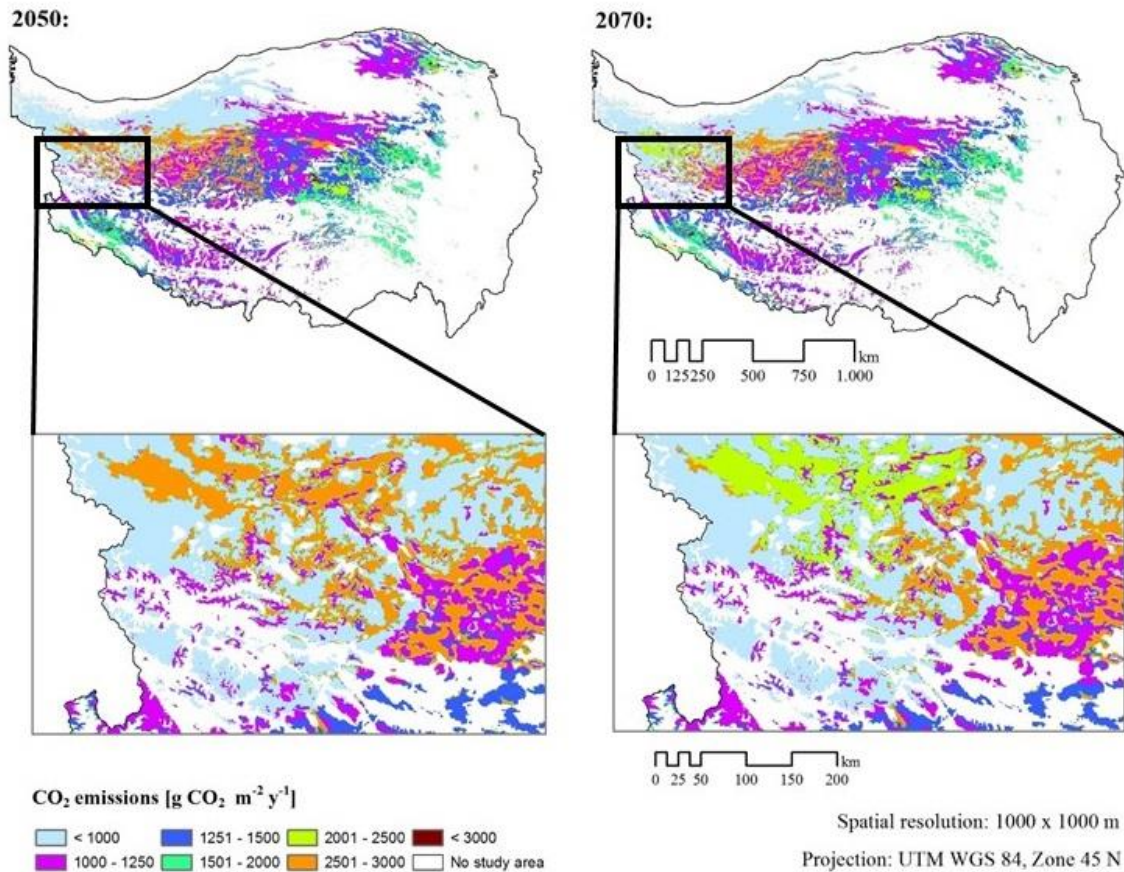 2050:
2070:
km
0 125250 500 750 1.000
km
0 25 50 100 150 200
CO₂ emissions [g CO₂ m⁻² y⁻¹]
< 1000
1251 - 1500
2001 - 2500
< 3000
1000 - 1250
1501 - 2000
2501 - 3000
No study area
Spatial resolution: 1000 x 1000 m
Projection: UTM WGS 84, Zone 45 N